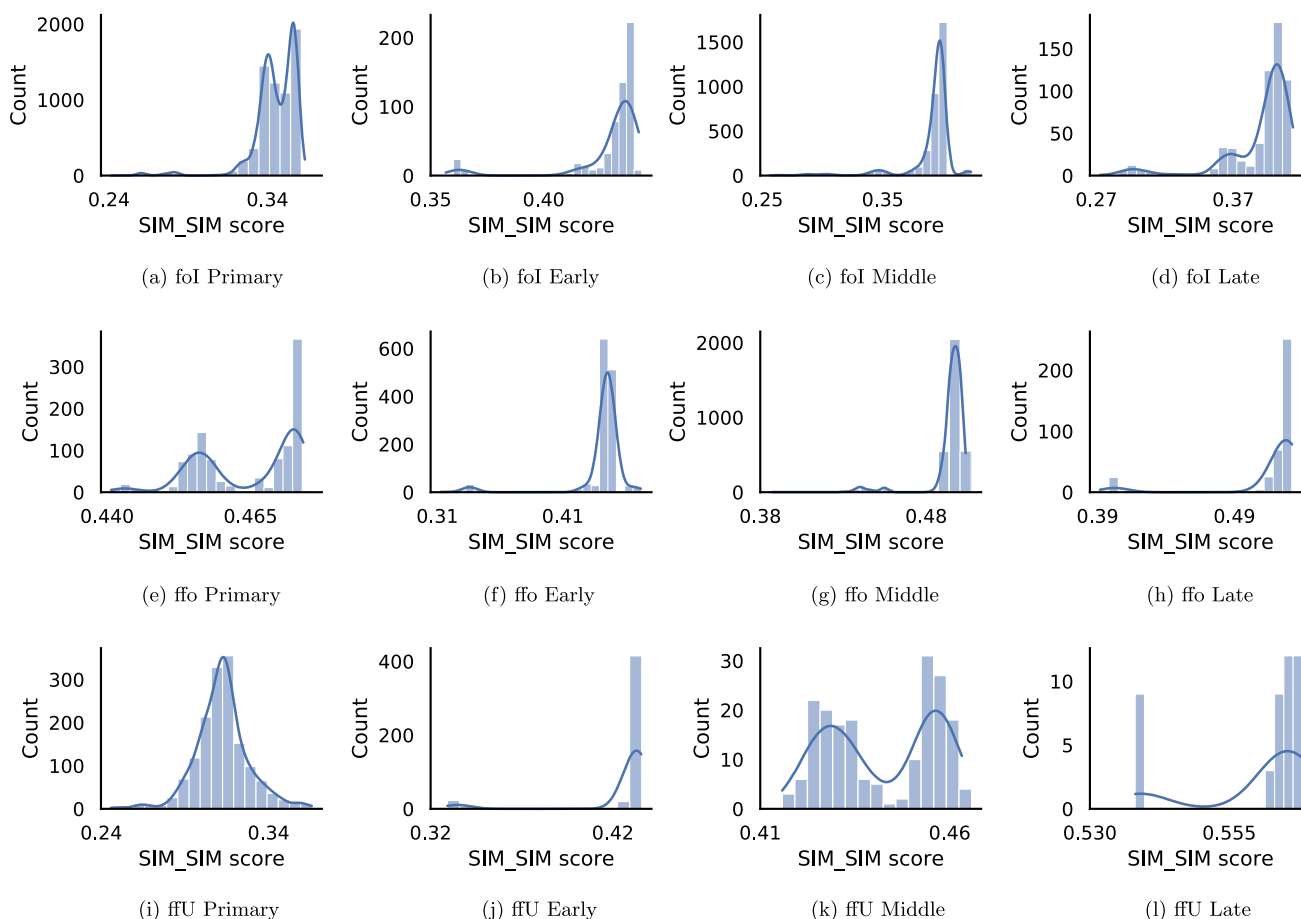 2000
1000
0
Count
0.24
0.34
SIM_SIM score
(a) foI Primary
200
100
0
Count
0.35
0.40
SIM_SIM score
(b) foI Early
1500
1000
500
0
Count
0.25
0.35
SIM_SIM score
(c) foI Middle
150
100
50
0
Count
0.27
0.37
SIM_SIM score
(d) foI Late
300
200
100
0
Count
0.440
0.465
SIM_SIM score
(e) ffo Primary
600
400
200
0
Count
0.31
0.41
SIM_SIM score
(f) ffo Early
2000
1000
0
Count
0.38
0.48
SIM_SIM score
(g) ffo Middle
200
100
0
Count
0.39
0.49
SIM_SIM score
(h) ffo Late
300
200
100
0
Count
0.24
0.34
SIM_SIM score
(i) ffU Primary
400
200
0
Count
0.32
0.42
SIM_SIM score
(j) ffU Early
30
20
10
0
Count
0.41
0.46
SIM_SIM score
(k) ffU Middle
10
5
0
Count
0.530
0.555
SIM_SIM score
(l) ffU Late